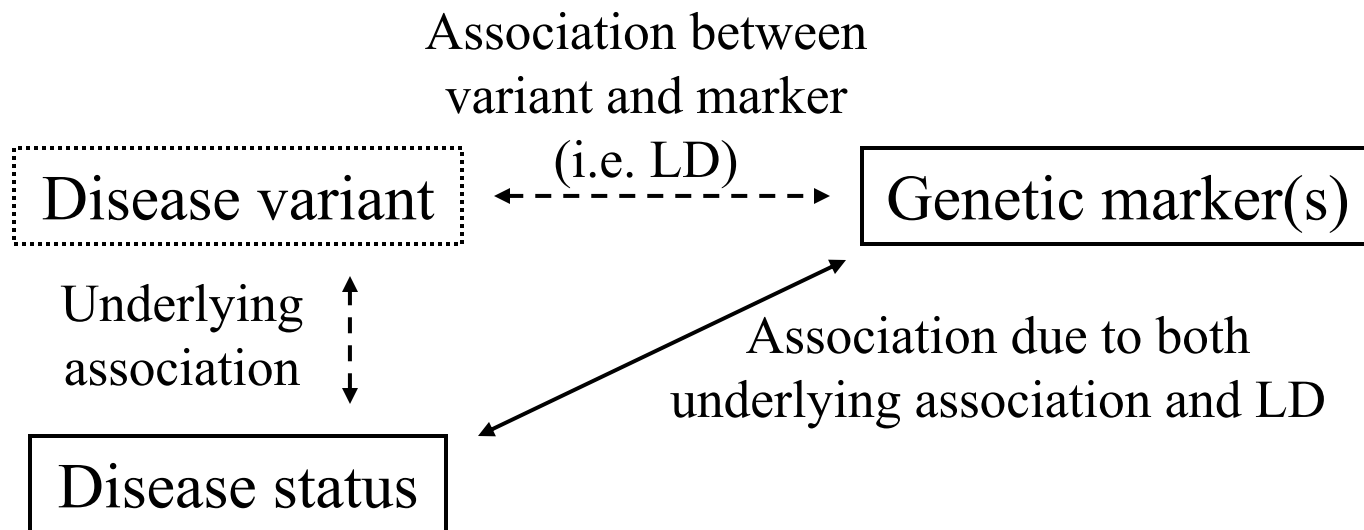 Association between
variant and marker
(i.e. LD)
Disease variant
Genetic marker(s)
Underlying
association
Association due to both
underlying association and LD
Disease status